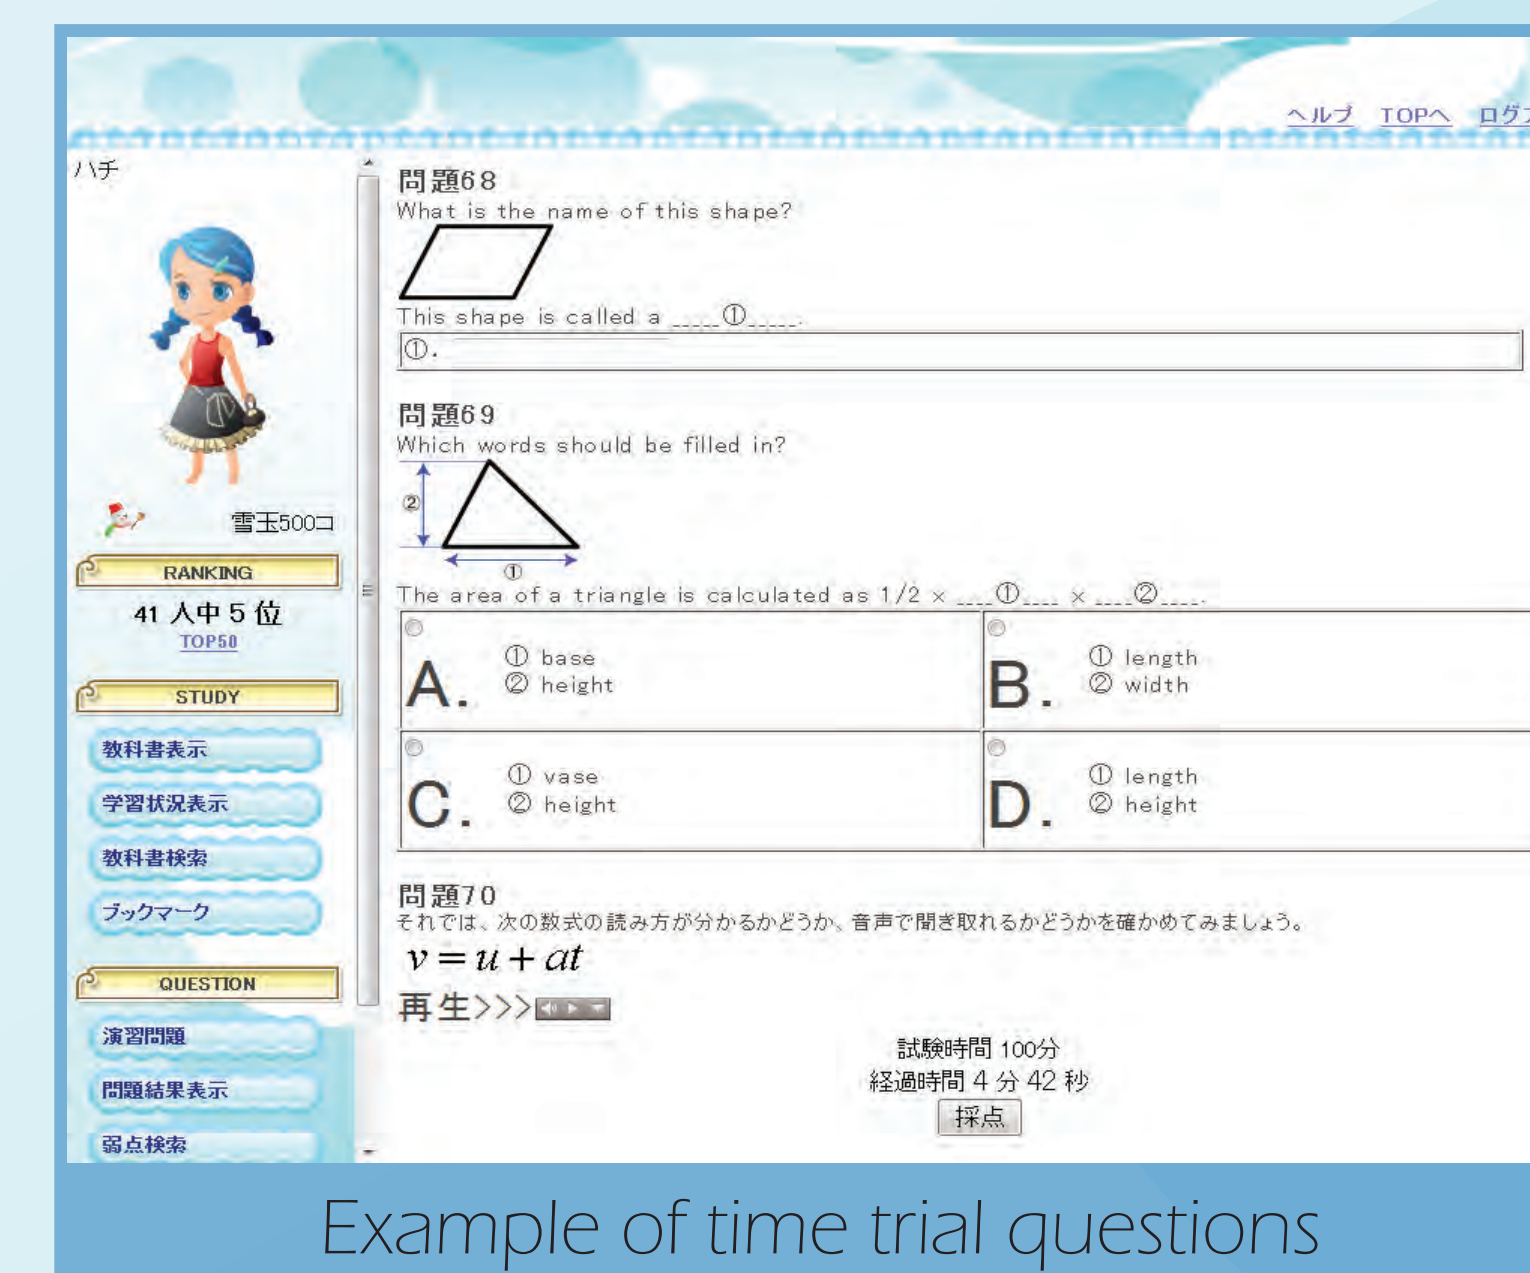 ヘルプ TOPへ
ハチ
雪玉500コ
RANKING
41 人中 5 位
TOP50
STUDY
教科書表示
学習状況表示
教科書検索
ブックマーク
QUESTION
演習問題
問題結果表示
弱点検索
問題68
What is the name of this shape?
This shape is called a ____①____.
①.
問題69
Which words should be filled in?
②
①
The area of a triangle is calculated as 1/2 × ____①____ × ____②____.
A. ① base
② height
B. ① length
② width
C. ① vase
② height
D. ① length
② height
問題70
それでは、次の数式の読み方が分かるかどうか、音声で聞き取れるかどうかを確かめてみましょう。
v = u + at
再生>>>
試験時間 100分
経過時間 4 分 42 秒
採点
Example of time trial questions